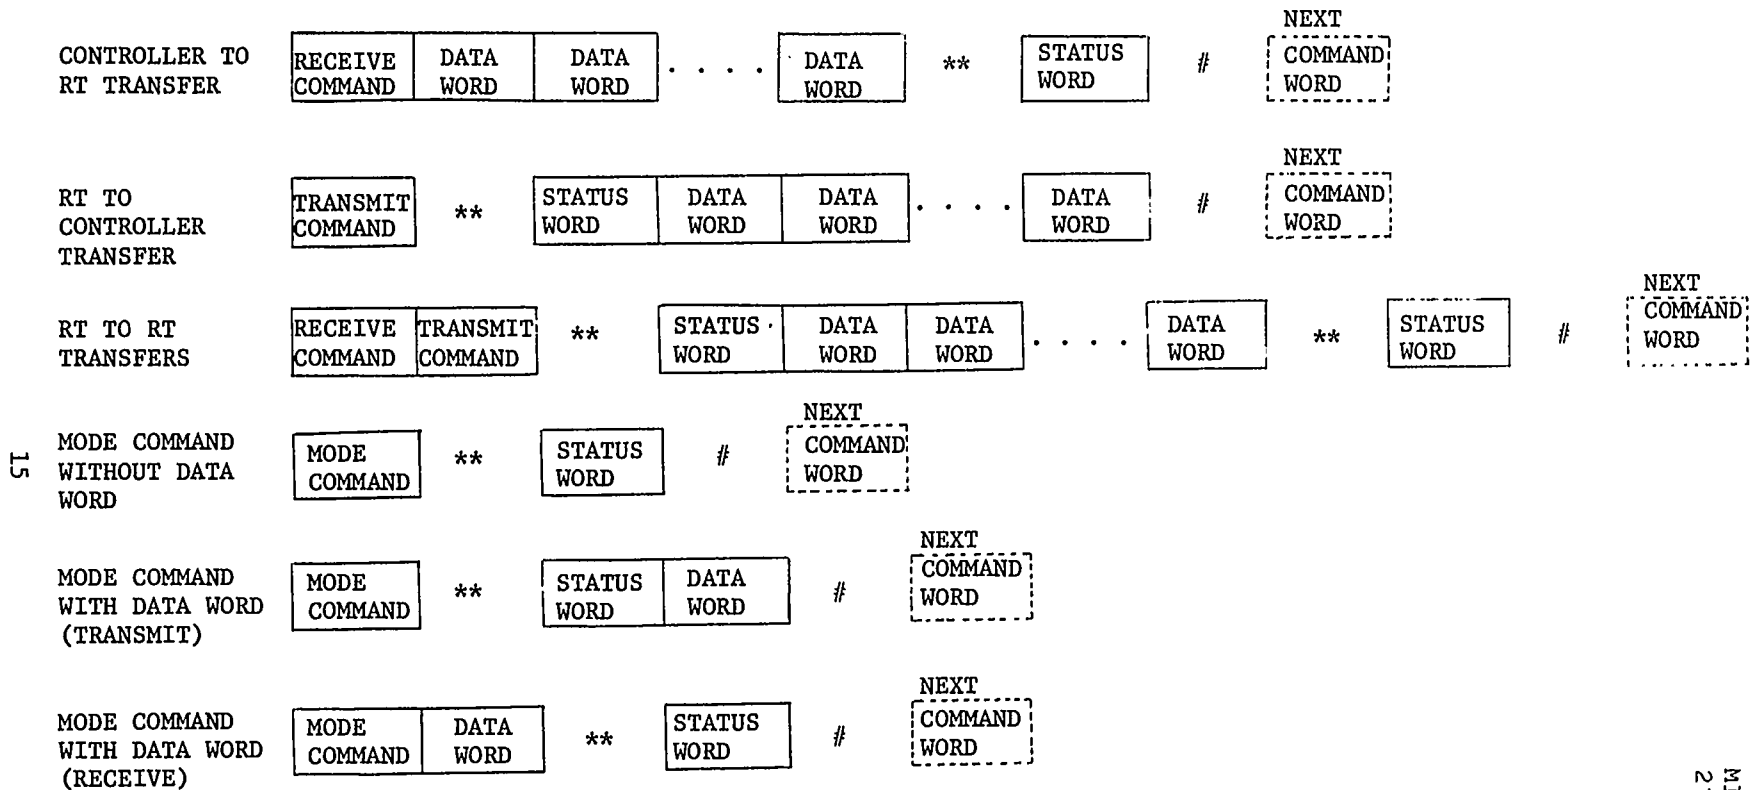 NEXT
CONTROLLER TO RECEIVE DATA DATA . . . . DATA ** STATUS # COMMAND
RT TRANSFER COMMAND WORD WORD WORD WORD WORD
NEXT
RT TO TRANSMIT ** STATUS DATA DATA . . . . DATA # COMMAND
CONTROLLER COMMAND WORD WORD WORD WORD WORD
TRANSFER
NEXT
RT TO RT RECEIVE TRANSMIT ** STATUS DATA DATA . . . . DATA ** STATUS # COMMAND
TRANSFERS COMMAND COMMAND WORD WORD WORD WORD WORD WORD
NEXT
MODE COMMAND MODE ** STATUS # COMMAND
WITHOUT DATA COMMAND WORD WORD
WORD
15
NEXT
MODE COMMAND MODE ** STATUS DATA # COMMAND
WITH DATA WORD COMMAND WORD WORD WORD
(TRANSMIT)
NEXT
MODE COMMAND MODE DATA ** STATUS # COMMAND
WITH DATA WORD COMMAND WORD WORD WORD
(RECEIVE)